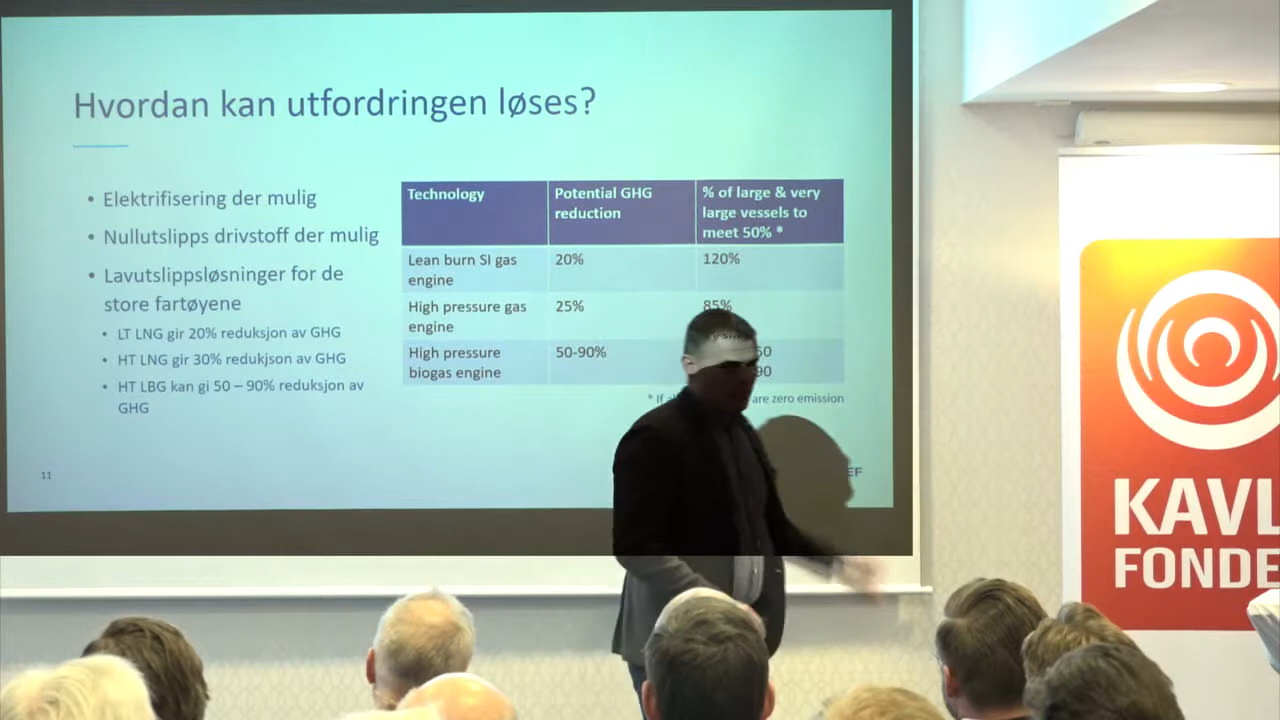 Hvordan kan utfordringen løses?
• Elektrifisering der mulig
• Nullutslipps drivstoff der mulig
• Lavutslippsløsninger for de
store fartøyene
• LT LNG gir 20% reduksjon av GHG
• HT LNG gir 30% redukjson av GHG
• HT LBG kan gi 50 – 90% reduksjon av
GHG
Technology
Potential GHG
reduction
% of large & very
large vessels to
meet 50% *
Lean burn SI gas
engine
20%
120%
High pressure gas
engine
25%
85%
High pressure
biogas engine
50-90%
* If
are zero emission
11
KAVL
FONDE